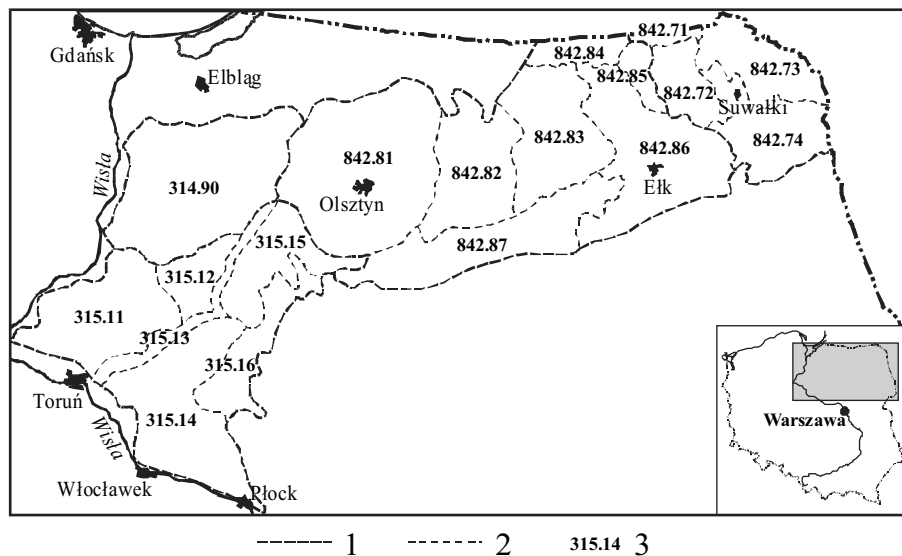 Gdańsk
Elbląg
842.84
842.71
842.85
842.73
842.72
Suwałki
842.74
Wisła
314.90
842.81
Olsztyn
842.82
842.83
842.86
Ełk
842.87
315.15
315.12
315.11
315.13
315.16
Toruń
315.14
Wisła
Włocławek
Płock
Warszawa
1
2
315.14 3